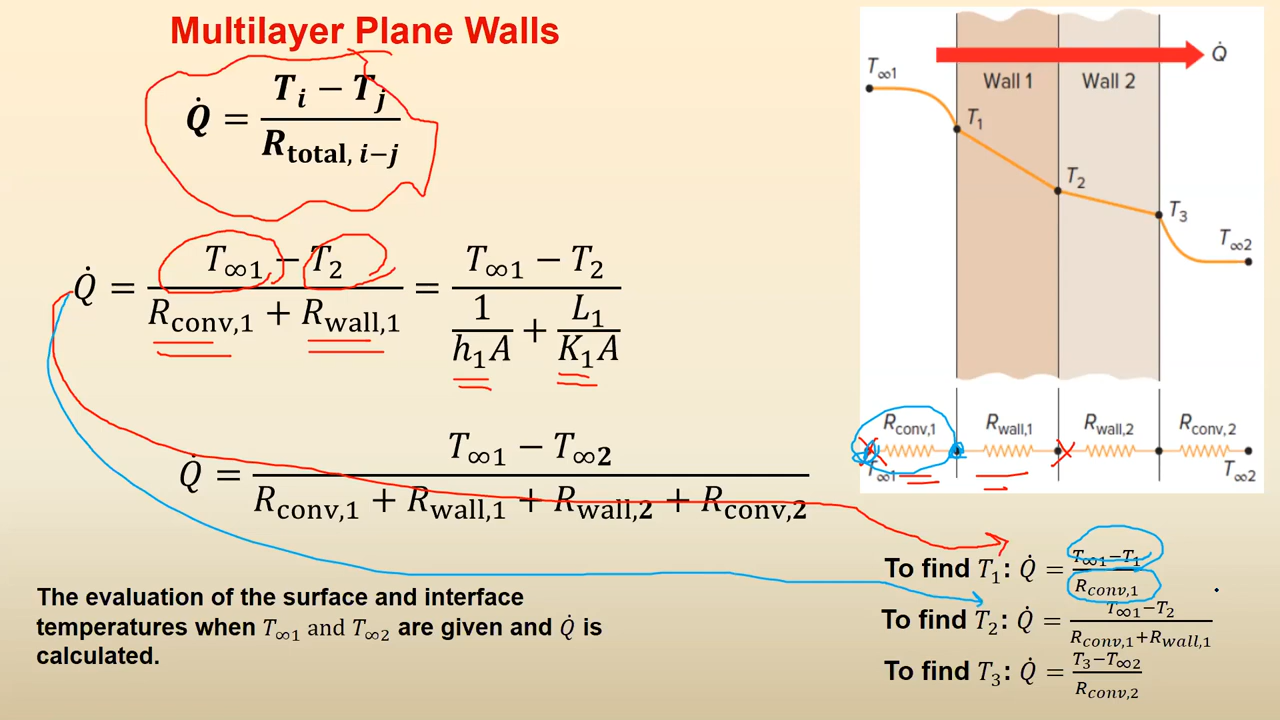 Multilayer Plane Walls
Q̇ = (T_i − T_j) / R_total, i−j
Q̇ = (T_∞1 − T_2) / (R_conv,1 + R_wall,1) = (T_∞1 − T_2) / (1/(h_1 A) + L_1/(K_1 A))
Q̇ = (T_∞1 − T_∞2) / (R_conv,1 + R_wall,1 + R_wall,2 + R_conv,2)
The evaluation of the surface and interface
temperatures when T_∞1 and T_∞2 are given and Q̇ is
calculated.
Q̇
T_∞1
Wall 1
Wall 2
T_1
T_2
T_3
T_∞2
R_conv,1
R_wall,1
R_wall,2
R_conv,2
T_∞1
T_∞2
To find T_1: Q̇ = (T_∞1−T_1) / R_conv,1
To find T_2: Q̇ = (T_∞1−T_2) / (R_conv,1+R_wall,1)
To find T_3: Q̇ = (T_3−T_∞2) / R_conv,2